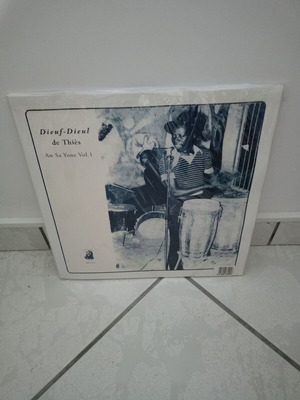 Dieuf-Dieul
de Thiès
Aw Sa Yone Vol. 1